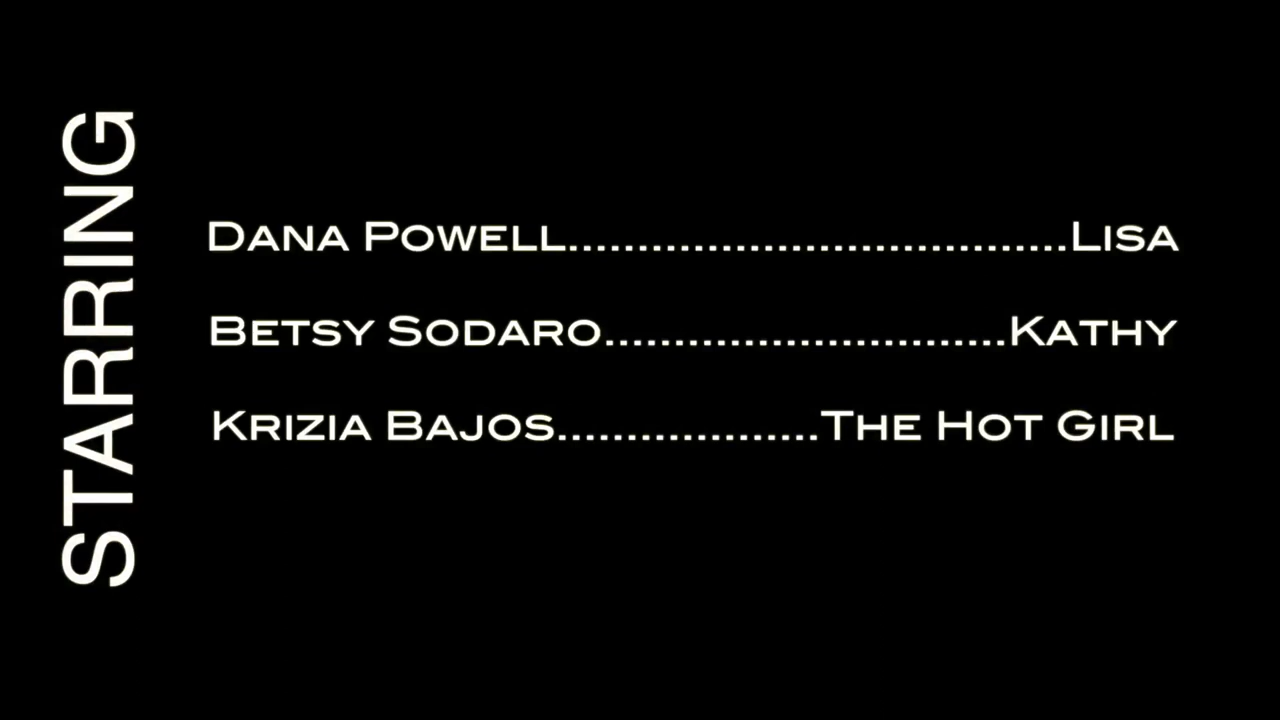 STARRING
DANA POWELL....................................LISA
BETSY SODARO.............................KATHY
KRIZIA BAJOS...................THE HOT GIRL